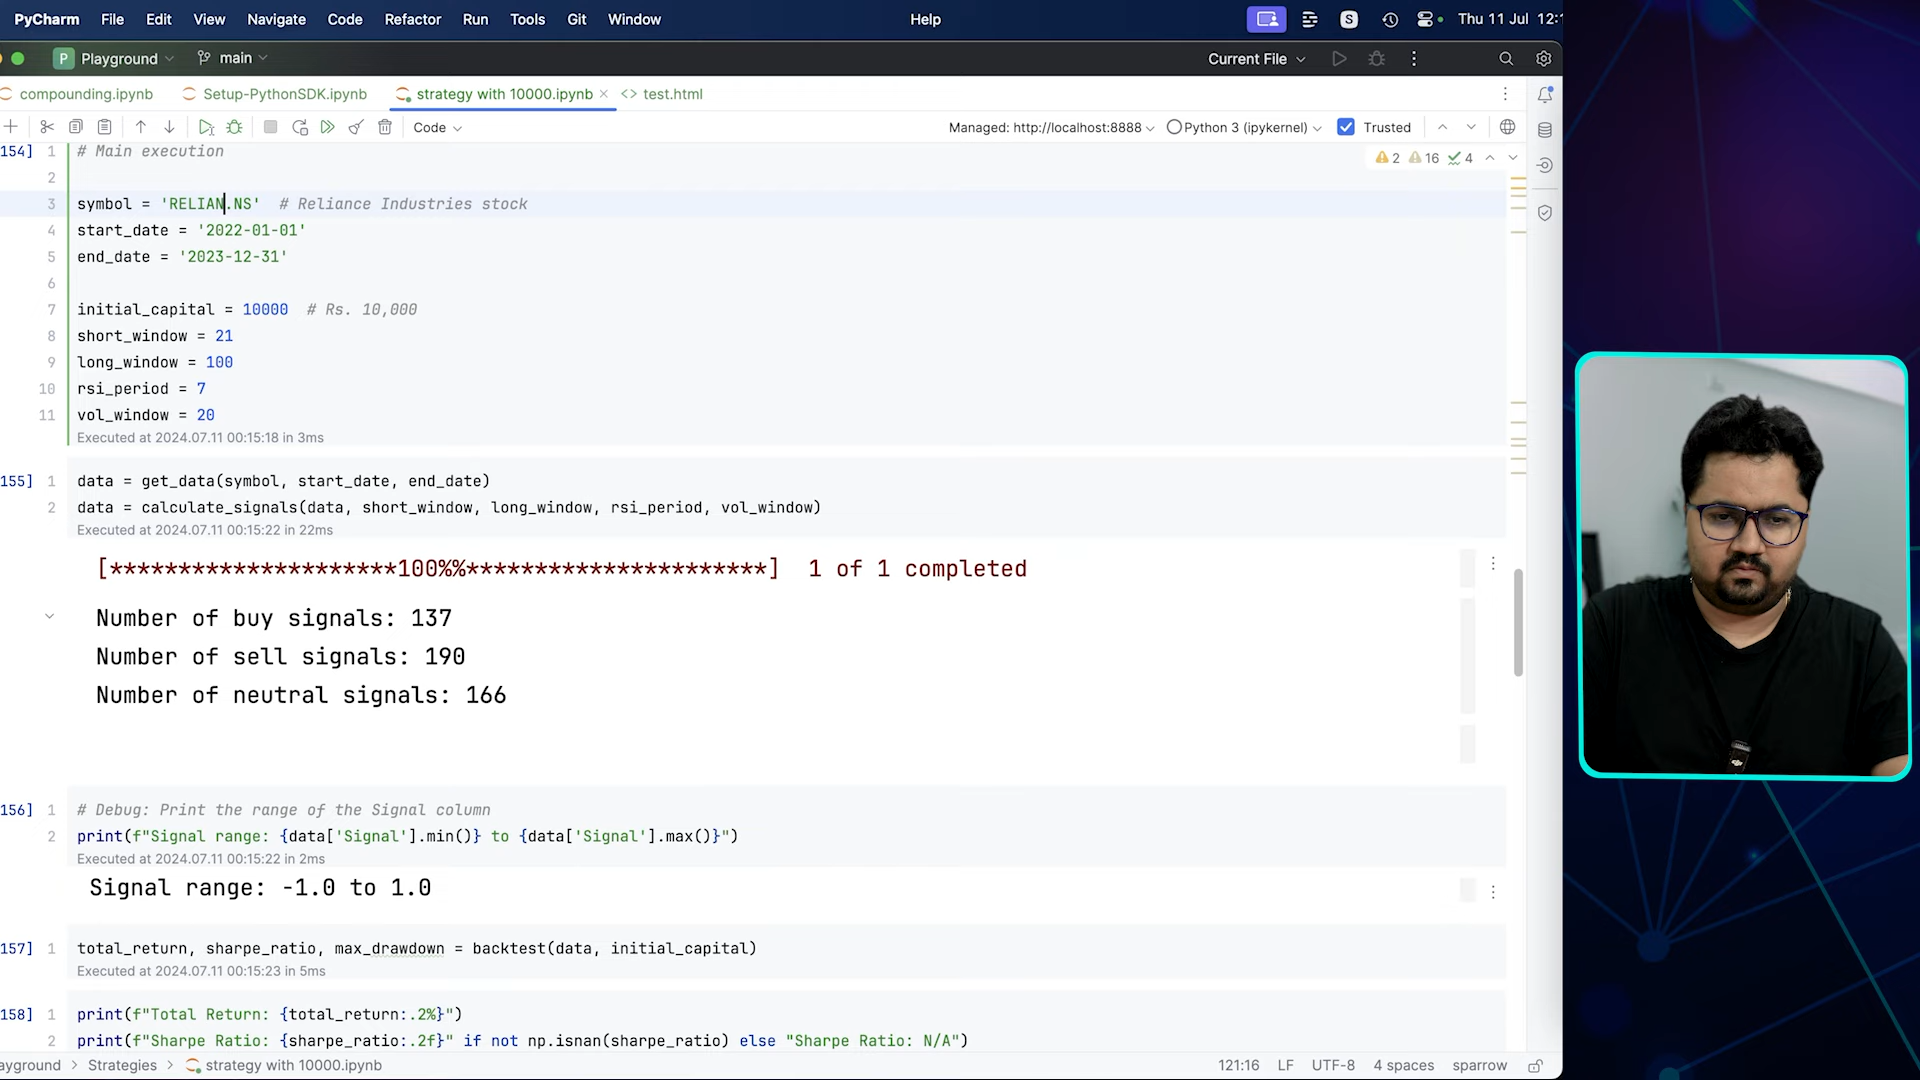 PyCharm File Edit View Navigate Code Refactor Run Tools Git Window Help S Thu 11 Jul 12:1
P Playground main Current File
compounding.ipynb Setup-PythonSDK.ipynb strategy with 10000.ipynb <> test.html
Code Managed: http://localhost:8888 Python 3 (ipykernel) Trusted
154] 1 # Main execution 2 16 4
2
3 symbol = 'RELIAN.NS' # Reliance Industries stock
4 start_date = '2022-01-01'
5 end_date = '2023-12-31'
6
7 initial_capital = 10000 # Rs. 10,000
8 short_window = 21
9 long_window = 100
10 rsi_period = 7
11 vol_window = 20
Executed at 2024.07.11 00:15:18 in 3ms
155] 1 data = get_data(symbol, start_date, end_date)
2 data = calculate_signals(data, short_window, long_window, rsi_period, vol_window)
Executed at 2024.07.11 00:15:22 in 22ms
[*********************100%%**********************] 1 of 1 completed
Number of buy signals: 137
Number of sell signals: 190
Number of neutral signals: 166
156] 1 # Debug: Print the range of the Signal column
2 print(f"Signal range: {data['Signal'].min()} to {data['Signal'].max()}")
Executed at 2024.07.11 00:15:22 in 2ms
Signal range: -1.0 to 1.0
157] 1 total_return, sharpe_ratio, max_drawdown = backtest(data, initial_capital)
Executed at 2024.07.11 00:15:23 in 5ms
158] 1 print(f"Total Return: {total_return:.2%}")
2 print(f"Sharpe Ratio: {sharpe_ratio:.2f}" if not np.isnan(sharpe_ratio) else "Sharpe Ratio: N/A")
ayground > Strategies > strategy with 10000.ipynb 121:16 LF UTF-8 4 spaces sparrow